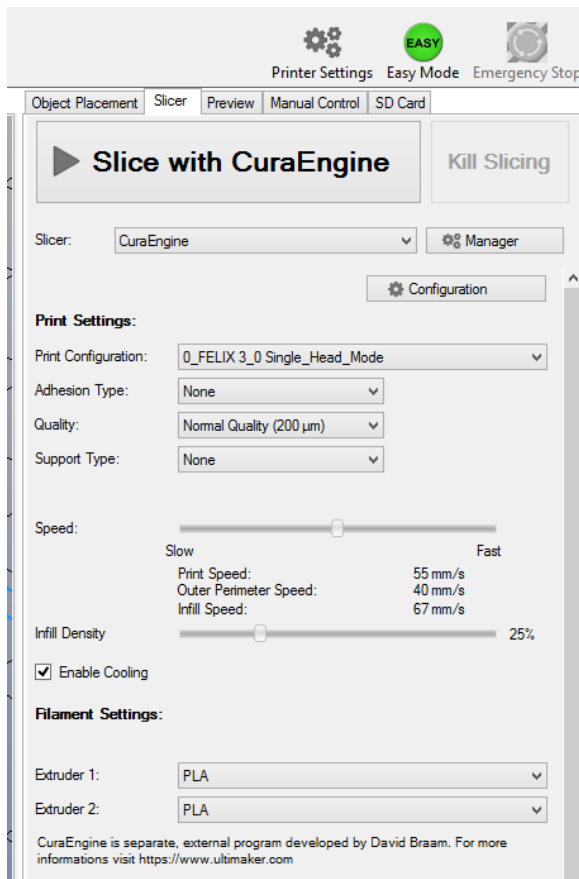 EASY
Printer Settings Easy Mode Emergency Stop
Object Placement Slicer Preview Manual Control SD Card
Slice with CuraEngine Kill Slicing
Slicer: CuraEngine Manager
Configuration
Print Settings:
Print Configuration: 0_FELIX 3_0 Single_Head_Mode
Adhesion Type: None
Quality: Normal Quality (200 µm)
Support Type: None
Speed:
Slow Fast
Print Speed: 55 mm/s
Outer Perimeter Speed: 40 mm/s
Infill Speed: 67 mm/s
Infill Density 25%
Enable Cooling
Filament Settings:
Extruder 1: PLA
Extruder 2: PLA
CuraEngine is separate, external program developed by David Braam. For more
informations visit https://www.ultimaker.com